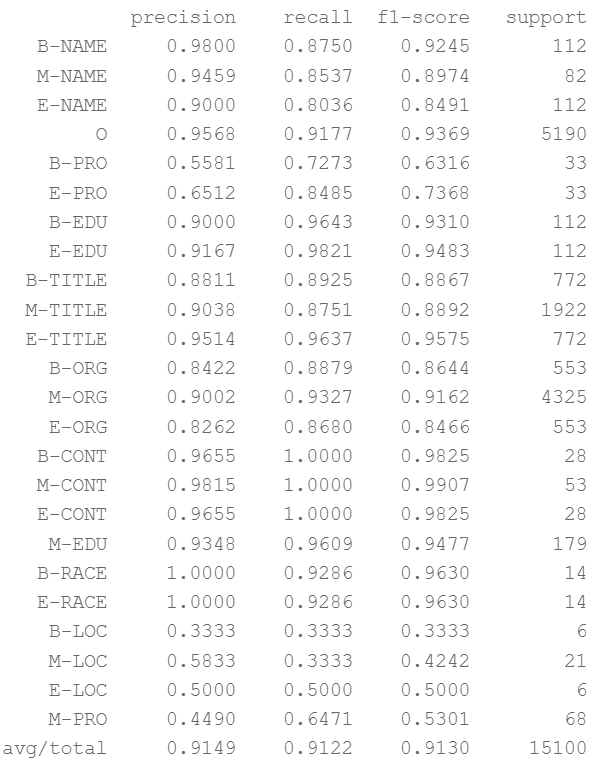 precision recall f1-score support
B-NAME 0.9800 0.8750 0.9245 112
M-NAME 0.9459 0.8537 0.8974 82
E-NAME 0.9000 0.8036 0.8491 112
O 0.9568 0.9177 0.9369 5190
B-PRO 0.5581 0.7273 0.6316 33
E-PRO 0.6512 0.8485 0.7368 33
B-EDU 0.9000 0.9643 0.9310 112
E-EDU 0.9167 0.9821 0.9483 112
B-TITLE 0.8811 0.8925 0.8867 772
M-TITLE 0.9038 0.8751 0.8892 1922
E-TITLE 0.9514 0.9637 0.9575 772
B-ORG 0.8422 0.8879 0.8644 553
M-ORG 0.9002 0.9327 0.9162 4325
E-ORG 0.8262 0.8680 0.8466 553
B-CONT 0.9655 1.0000 0.9825 28
M-CONT 0.9815 1.0000 0.9907 53
E-CONT 0.9655 1.0000 0.9825 28
M-EDU 0.9348 0.9609 0.9477 179
B-RACE 1.0000 0.9286 0.9630 14
E-RACE 1.0000 0.9286 0.9630 14
B-LOC 0.3333 0.3333 0.3333 6
M-LOC 0.5833 0.3333 0.4242 21
E-LOC 0.5000 0.5000 0.5000 6
M-PRO 0.4490 0.6471 0.5301 68
avg/total 0.9149 0.9122 0.9130 15100